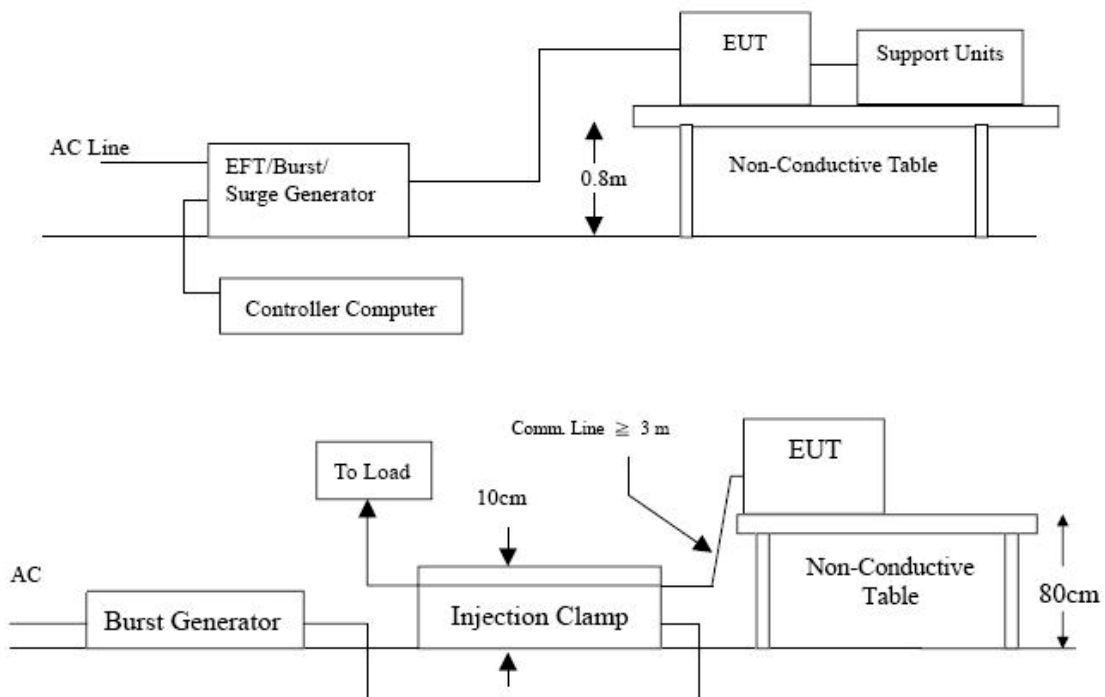 EUT
Support Units
AC Line
EFT/Burst/
Surge Generator
0.8m
Non-Conductive Table
Controller Computer
Comm. Line ≧ 3 m
EUT
To Load
10cm
AC
Burst Generator
Injection Clamp
Non-Conductive
Table
80cm